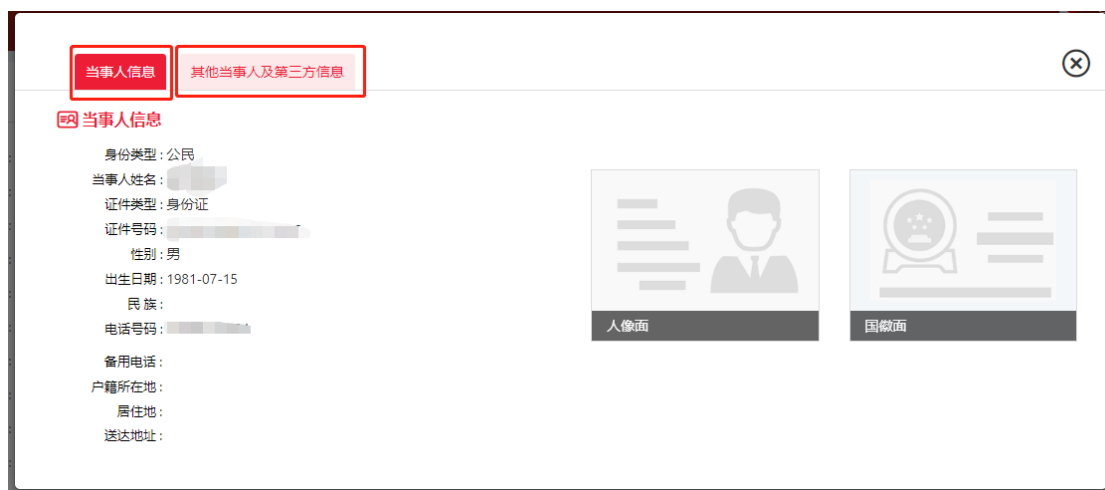 当事人信息
其他当事人及第三方信息
当事人信息
身份类型：公民
当事人姓名：
证件类型：身份证
证件号码：
性别：男
出生日期：1981-07-15
民 族：
电话号码：
备用电话：
户籍所在地：
居住地：
送达地址：
人像面
国徽面